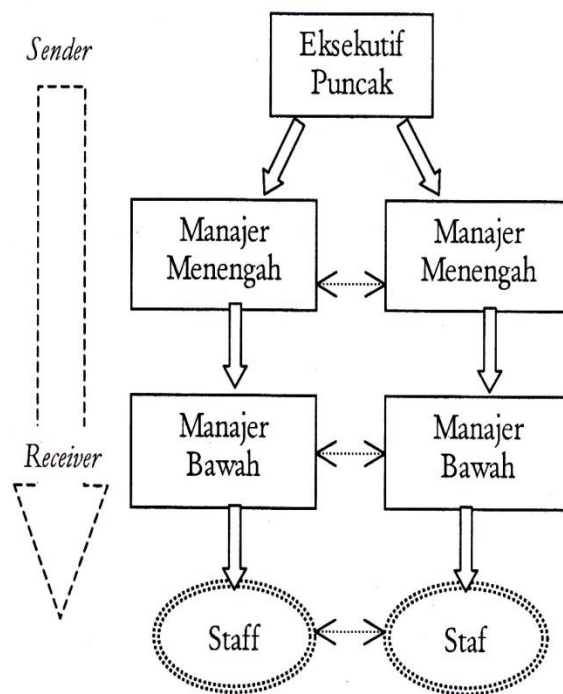 Sender
Eksekutif
Puncak
Manajer
Menengah
Manajer
Menengah
Receiver
Manajer
Bawah
Manajer
Bawah
Staff
Staf